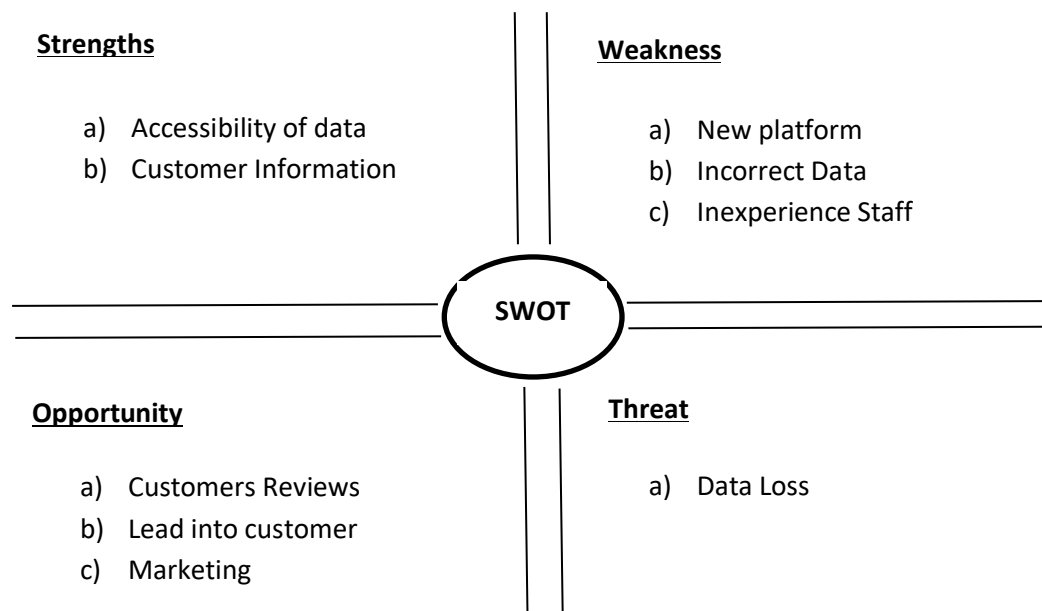 Strengths
a) Accessibility of data
b) Customer Information
Weakness
a) New platform
b) Incorrect Data
c) Inexperience Staff
SWOT
Opportunity
a) Customers Reviews
b) Lead into customer
c) Marketing
Threat
a) Data Loss